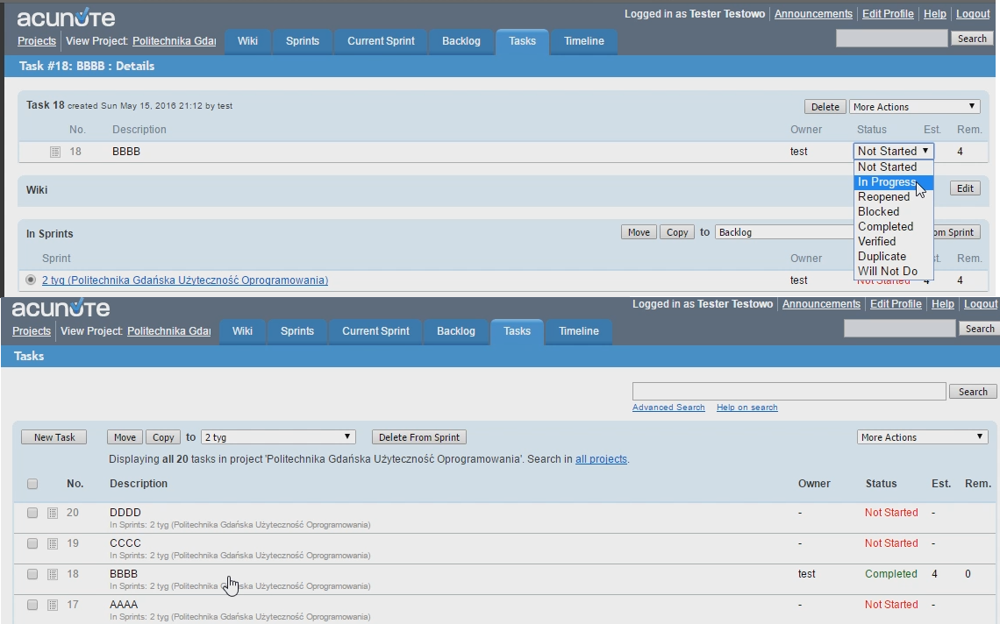 acunote
Logged in as Tester Testowo Announcements Edit Profile Help Logout
Projects View Project: Politechnika Gdai Wiki Sprints Current Sprint Backlog Tasks Timeline Search
Task #18: BBBB : Details
Task 18 created Sun May 15, 2016 21:12 by test Delete More Actions
No. Description Owner Status Est. Rem.
18 BBBB test Not Started 4
Not Started
In Progress
Reopened
Blocked
Completed
Verified
Duplicate
Will Not Do
Wiki Edit
In Sprints Move Copy to Backlog om Sprint
Sprint Owner st. Rem.
2 tyg (Politechnika Gdańska Użyteczność Oprogramowania) test Not Started 4 4
acunote
Logged in as Tester Testowo Announcements Edit Profile Help Logout
Projects View Project: Politechnika Gdai Wiki Sprints Current Sprint Backlog Tasks Timeline Search
Tasks
Search
Advanced Search Help on search
New Task Move Copy to 2 tyg Delete From Sprint More Actions
Displaying all 20 tasks in project 'Politechnika Gdańska Użyteczność Oprogramowania'. Search in all projects.
No. Description Owner Status Est. Rem.
20 DDDD - Not Started -
In Sprints: 2 tyg (Politechnika Gdańska Użyteczność Oprogramowania)
19 CCCC - Not Started -
In Sprints: 2 tyg (Politechnika Gdańska Użyteczność Oprogramowania)
18 BBBB test Completed 4 0
In Sprints: 2 tyg (Politechnika Gdańska Użyteczność Oprogramowania)
17 AAAA - Not Started -
In Sprints: 2 tyg (Politechnika Gdańska Użyteczność Oprogramowania)